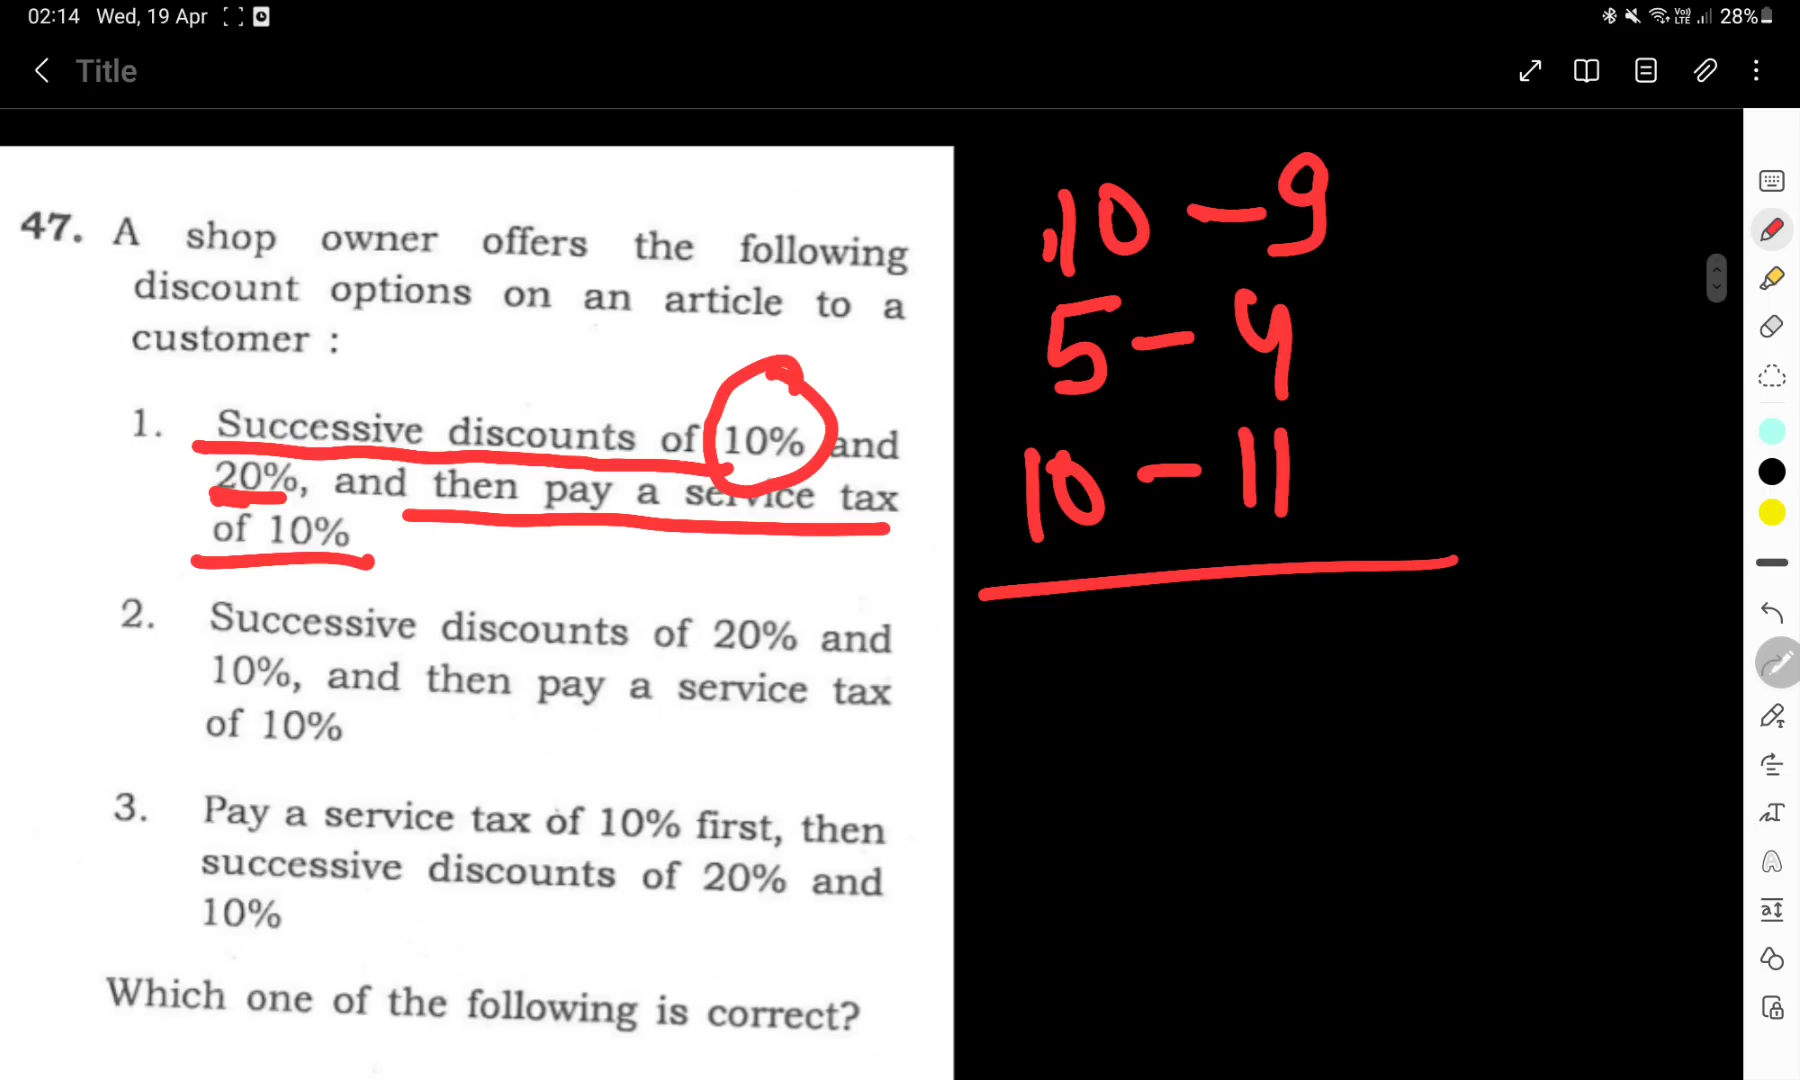 02:14 Wed, 19 Apr
Vo)) LTE 28%
Title
47. A shop owner offers the following
discount options on an article to a
customer :
1. Successive discounts of 10% and
20%, and then pay a service tax
of 10%
2. Successive discounts of 20% and
10%, and then pay a service tax
of 10%
3. Pay a service tax of 10% first, then
successive discounts of 20% and
10%
Which one of the following is correct?
10 - 9
5 - 4
10 - 11